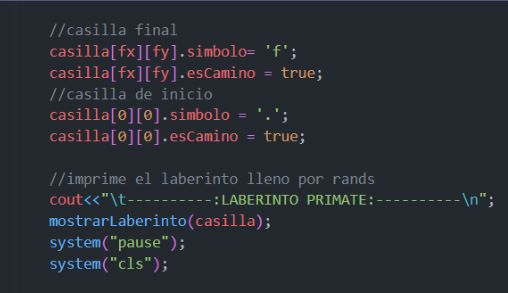 //casilla final
casilla[fx][fy].simbolo= 'f';
casilla[fx][fy].esCamino = true;
//casilla de inicio
casilla[0][0].simbolo = '.';
casilla[0][0].esCamino= true;
//imprime el laberinto lleno por rands
cout<<"\t----------:LABERINTO PRIMATE:----------\n";
mostrarLaberinto(casilla);
system("pause");
system("cls");